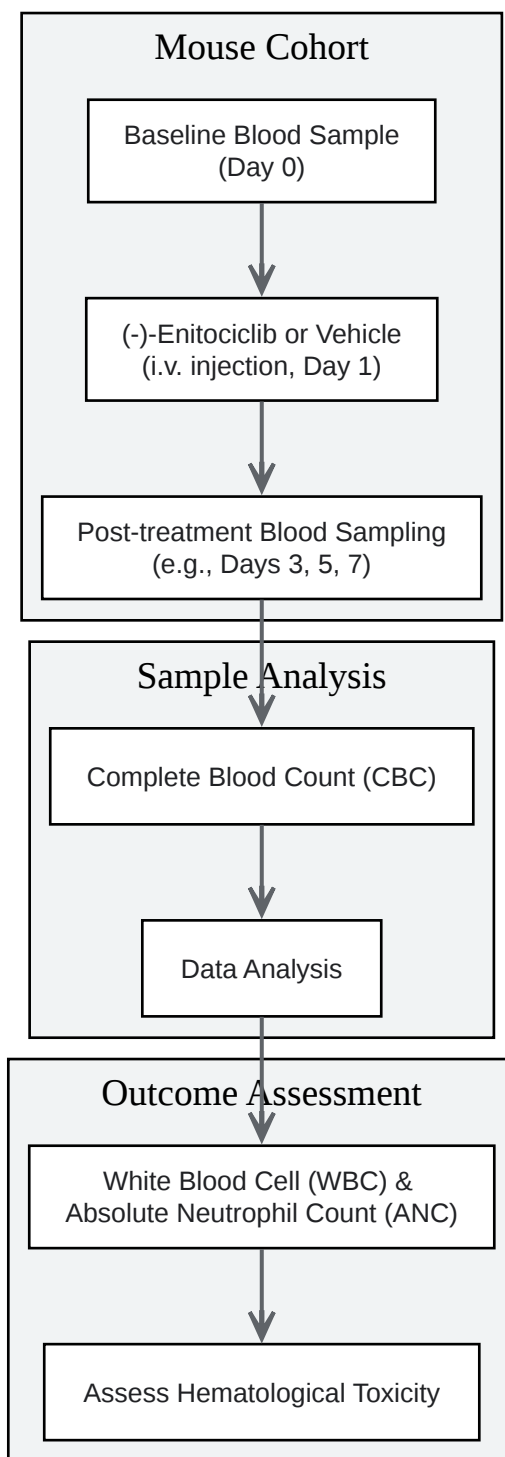 Mouse Cohort
Baseline Blood Sample
(Day 0)
(-)-Enitociclib or Vehicle
(i.v. injection, Day 1)
Post-treatment Blood Sampling
(e.g., Days 3, 5, 7)
Sample Analysis
Complete Blood Count (CBC)
Data Analysis
Outcome Assessment
White Blood Cell (WBC) &
Absolute Neutrophil Count (ANC)
Assess Hematological Toxicity